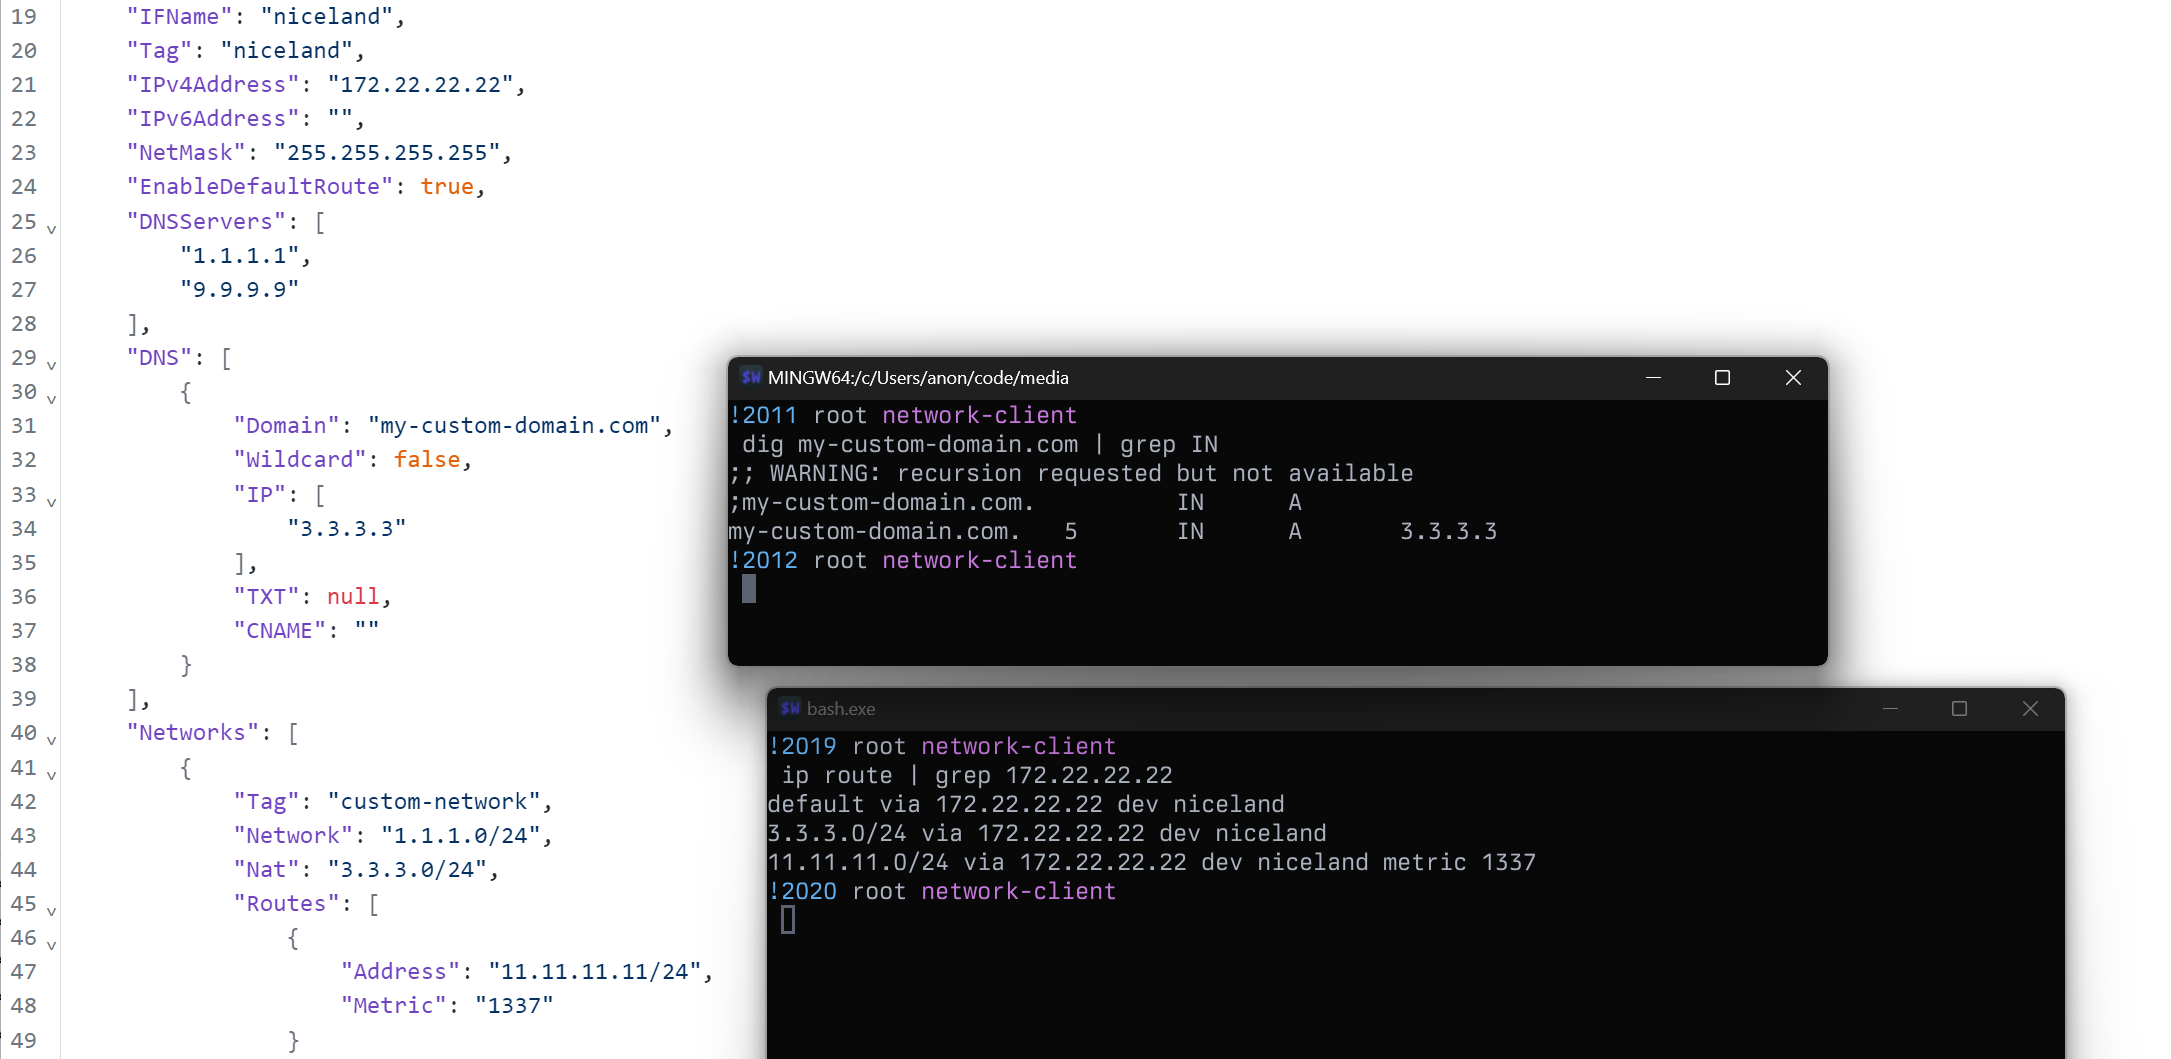 19 "IFName": "niceland",
20 "Tag": "niceland",
21 "IPv4Address": "172.22.22.22",
22 "IPv6Address": "",
23 "NetMask": "255.255.255.255",
24 "EnableDefaultRoute": true,
25 "DNSServers": [
26 "1.1.1.1",
27 "9.9.9.9"
28 ],
29 "DNS": [
30 {
31 "Domain": "my-custom-domain.com",
32 "Wildcard": false,
33 "IP": [
34 "3.3.3.3"
35 ],
36 "TXT": null,
37 "CNAME": ""
38 }
39 ],
40 "Networks": [
41 {
42 "Tag": "custom-network",
43 "Network": "1.1.1.0/24",
44 "Nat": "3.3.3.0/24",
45 "Routes": [
46 {
47 "Address": "11.11.11.11/24",
48 "Metric": "1337"
49 }
$W MINGW64:/c/Users/anon/code/media
!2011 root network-client
dig my-custom-domain.com | grep IN
;; WARNING: recursion requested but not available
;my-custom-domain.com. IN A
my-custom-domain.com. 5 IN A 3.3.3.3
!2012 root network-client
$W bash.exe
!2019 root network-client
ip route | grep 172.22.22.22
default via 172.22.22.22 dev niceland
3.3.3.0/24 via 172.22.22.22 dev niceland
11.11.11.0/24 via 172.22.22.22 dev niceland metric 1337
!2020 root network-client